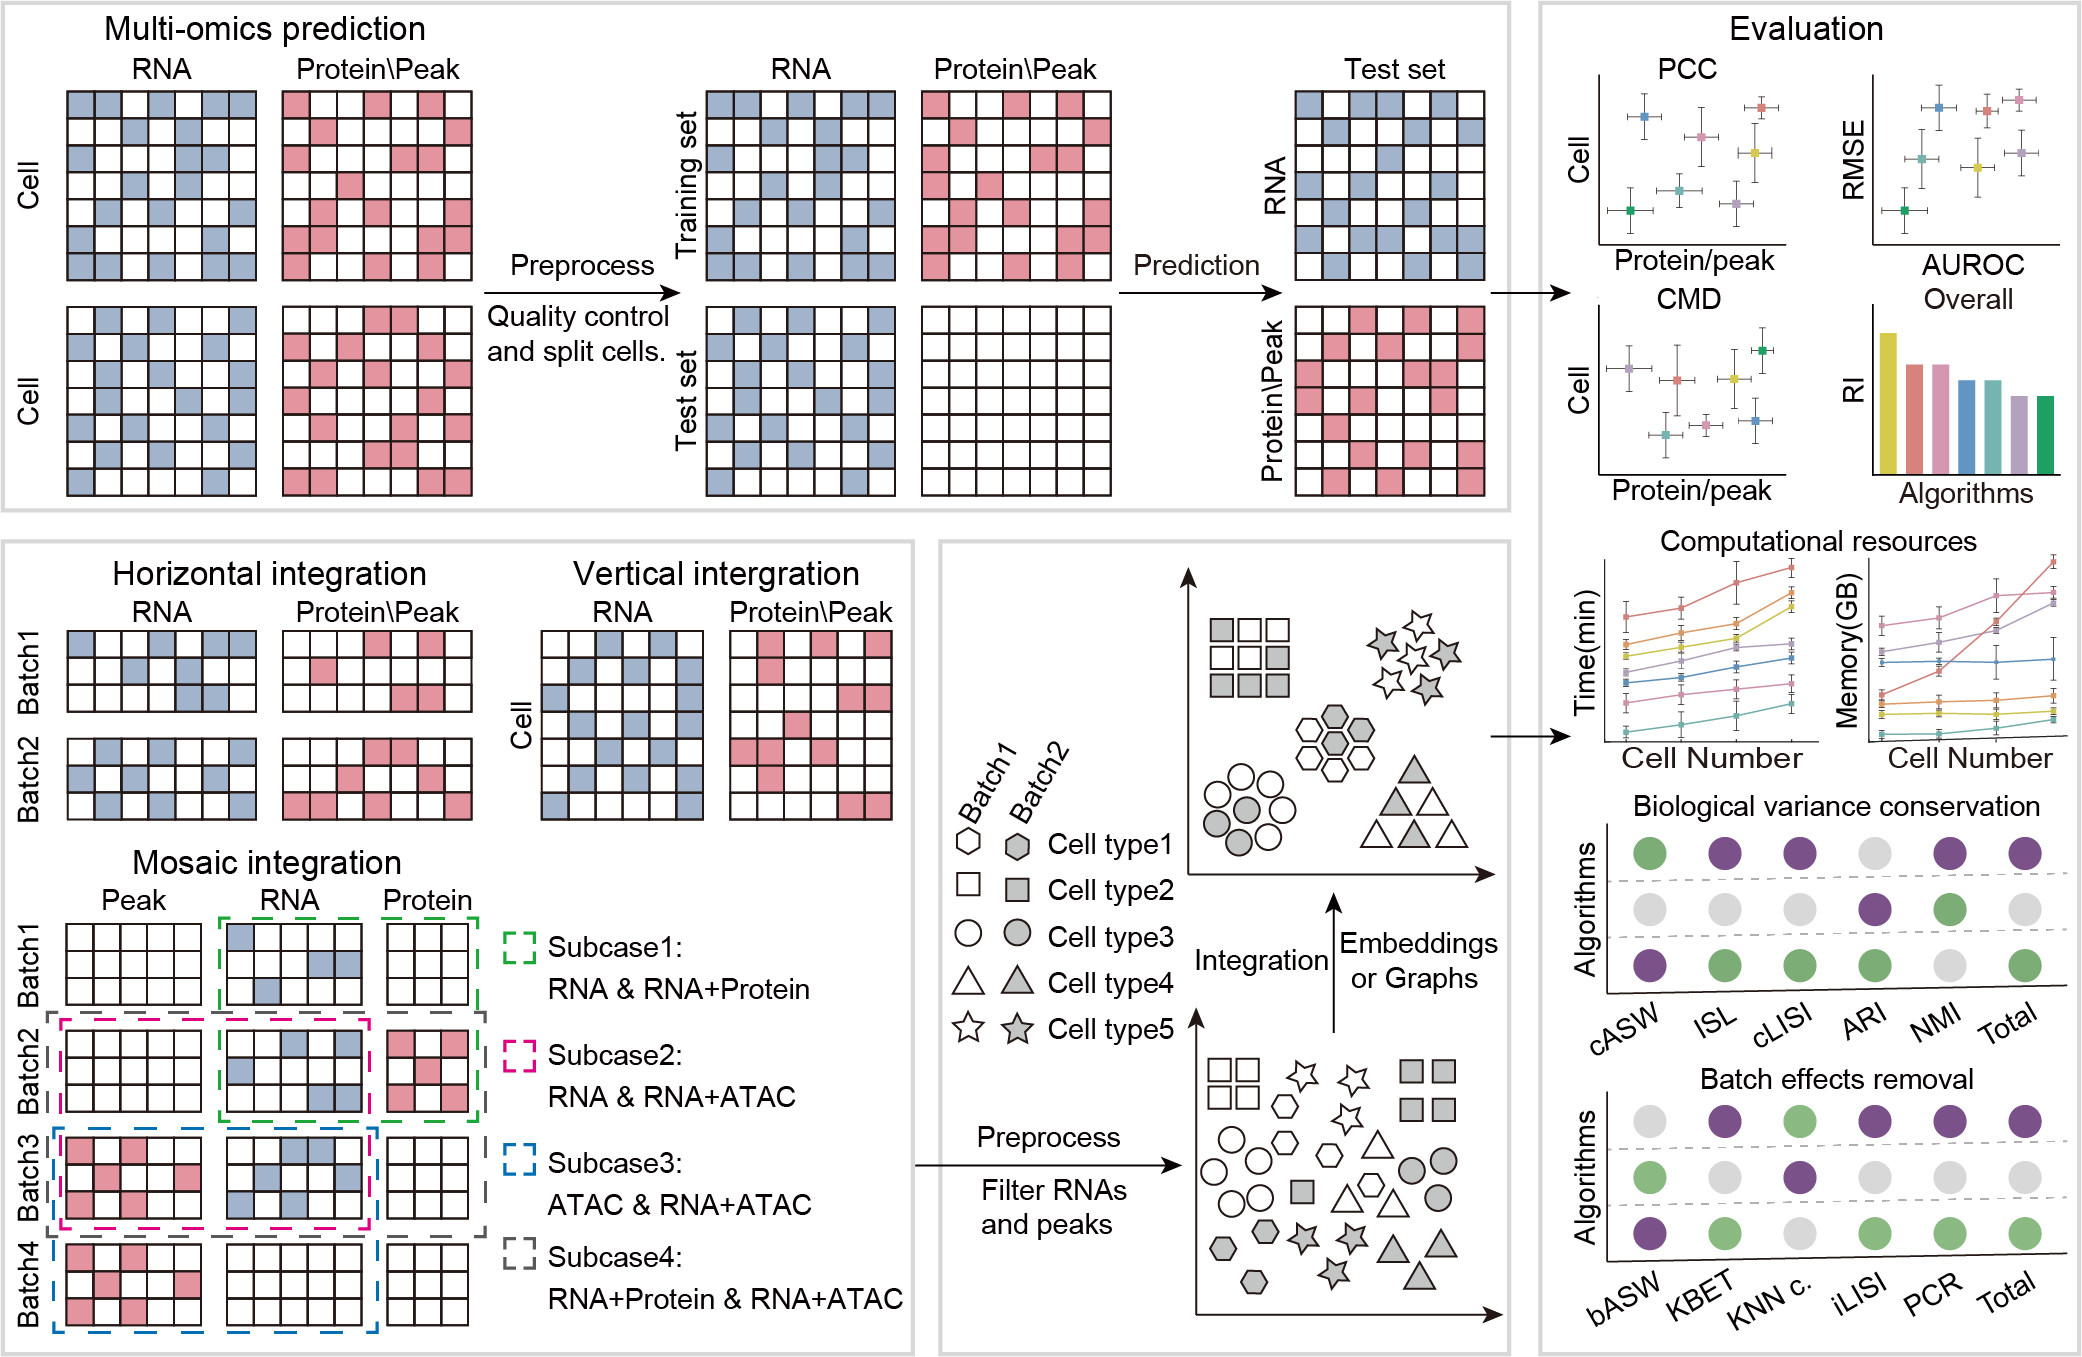 Multi-omics prediction
RNA
Protein\Peak
Cell
Cell
Preprocess
Quality control
and split cells.
RNA
Protein\Peak
Training set
Test set
Prediction
Test set
RNA
Protein\Peak
Horizontal integration
RNA
Protein\Peak
Batch1
Batch2
Vertical intergration
RNA
Protein\Peak
Cell
Mosaic integration
Peak
RNA
Protein
Batch1
Batch2
Batch3
Batch4
Subcase1:
RNA & RNA+Protein
Subcase2:
RNA & RNA+ATAC
Subcase3:
ATAC & RNA+ATAC
Subcase4:
RNA+Protein & RNA+ATAC
Preprocess
Filter RNAs
and peaks
Batch1
Batch2
Cell type1
Cell type2
Cell type3
Cell type4
Cell type5
Integration
Embeddings
or Graphs
Evaluation
PCC
Cell
Protein/peak
RMSE
AUROC
CMD
Cell
Protein/peak
Overall
RI
Algorithms
Computational resources
Time(min)
Cell Number
Memory(GB)
Cell Number
Biological variance conservation
Algorithms
cASW
ISL
cLISI
ARI
NMI
Total
Batch effects removal
Algorithms
bASW
KBET
KNN c.
iLISI
PCR
Total